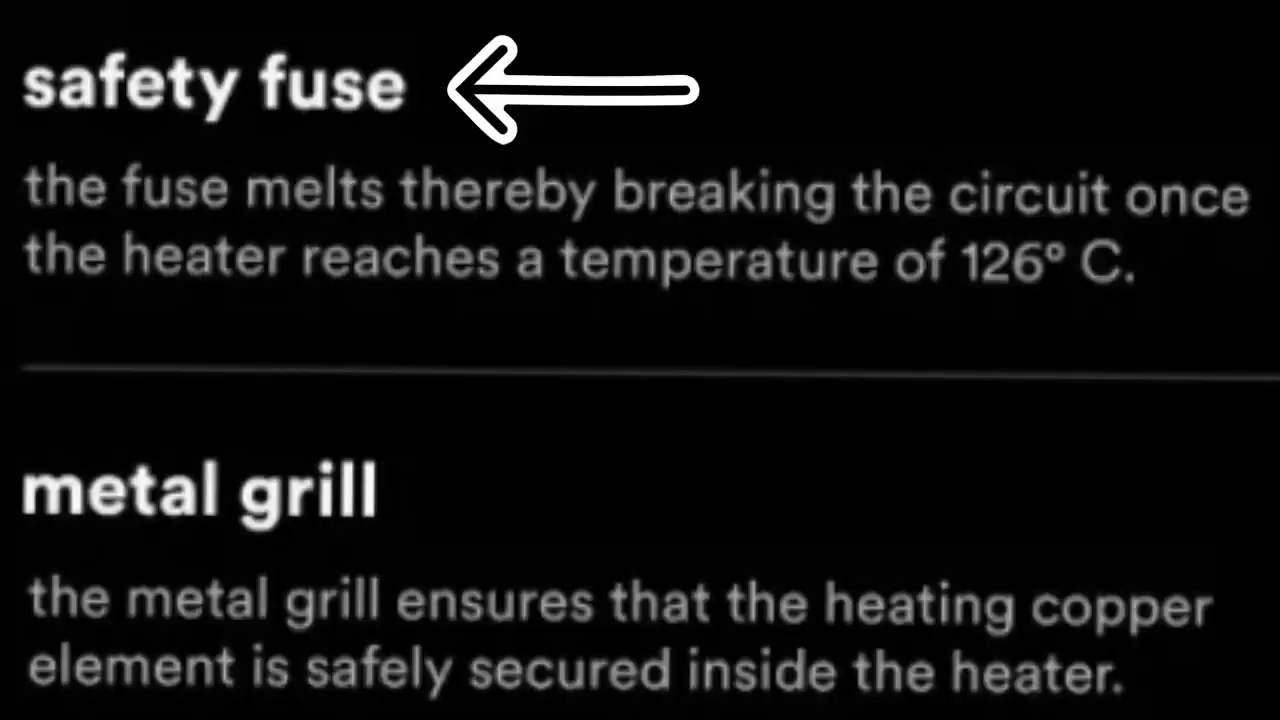 safety fuse
the fuse melts thereby breaking the circuit once
the heater reaches a temperature of 126° C.
metal grill
the metal grill ensures that the heating copper
element is safely secured inside the heater.